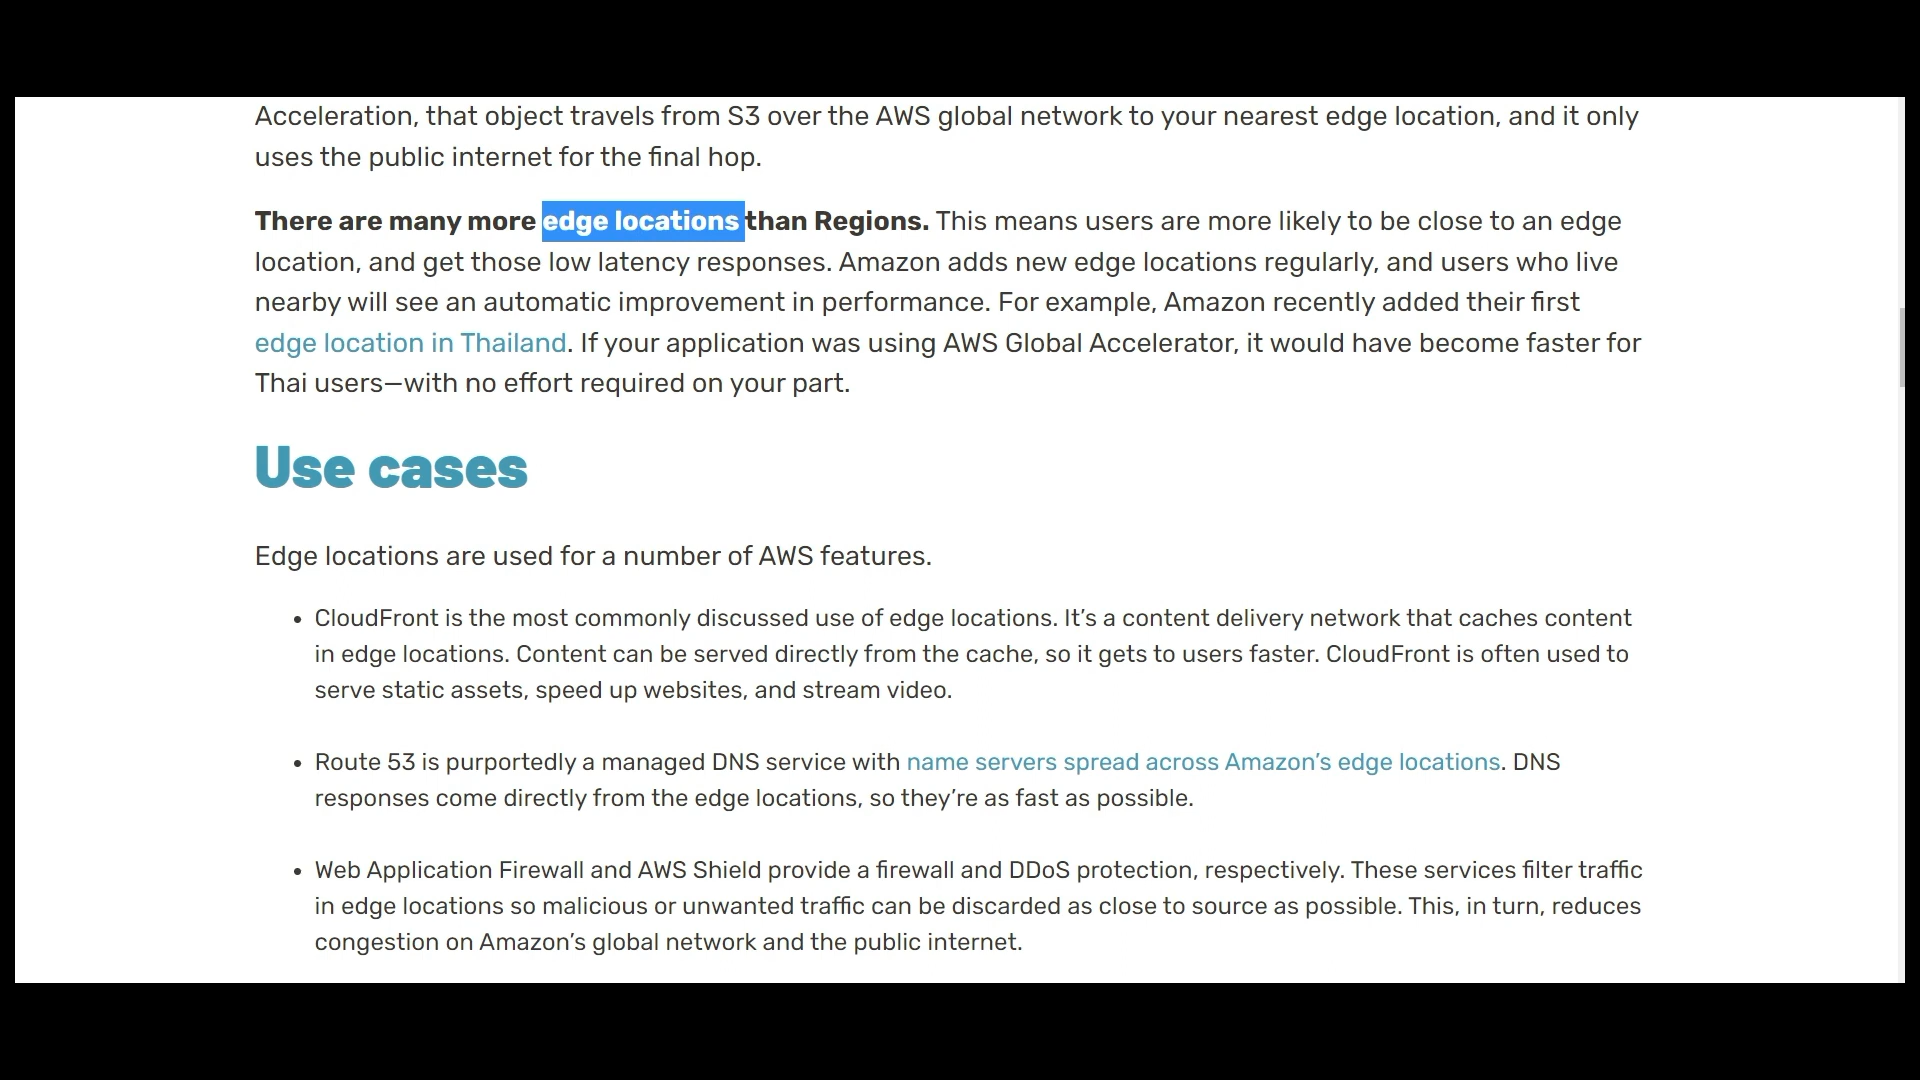 Acceleration, that object travels from S3 over the AWS global network to your nearest edge location, and it only
uses the public internet for the final hop.
There are many more edge locations than Regions. This means users are more likely to be close to an edge
location, and get those low latency responses. Amazon adds new edge locations regularly, and users who live
nearby will see an automatic improvement in performance. For example, Amazon recently added their first
edge location in Thailand. If your application was using AWS Global Accelerator, it would have become faster for
Thai users—with no effort required on your part.
Use cases
Edge locations are used for a number of AWS features.
• CloudFront is the most commonly discussed use of edge locations. It’s a content delivery network that caches content
in edge locations. Content can be served directly from the cache, so it gets to users faster. CloudFront is often used to
serve static assets, speed up websites, and stream video.
• Route 53 is purportedly a managed DNS service with name servers spread across Amazon’s edge locations. DNS
responses come directly from the edge locations, so they’re as fast as possible.
• Web Application Firewall and AWS Shield provide a firewall and DDoS protection, respectively. These services filter traffic
in edge locations so malicious or unwanted traffic can be discarded as close to source as possible. This, in turn, reduces
congestion on Amazon’s global network and the public internet.